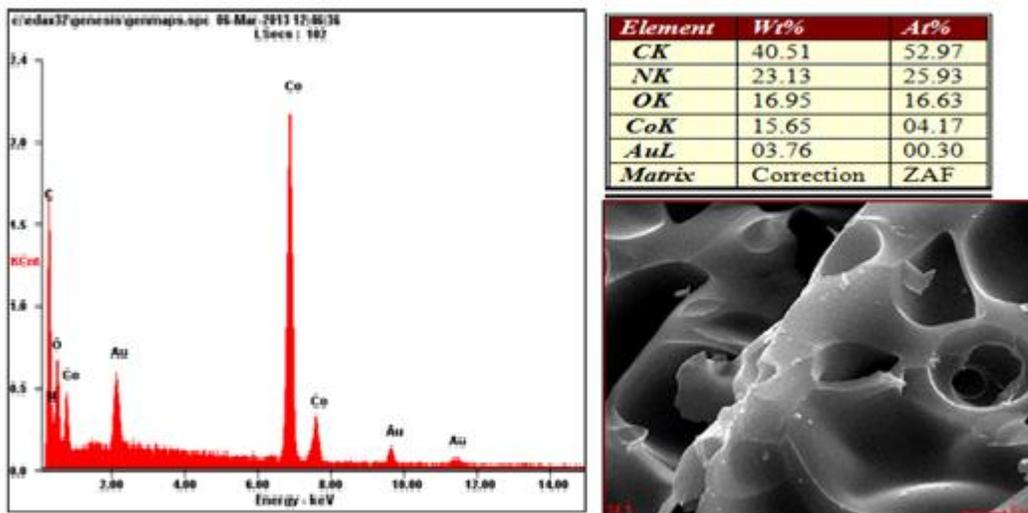 c:\edax32\genesis\genmaps.spc 06-Mar-2013 12:46:36
LSecs : 102
2.4
2.0
1.5
KCnt
1.0
0.5
0.0
C
O
N
Co
Au
Co
Co
Au
Au
2.00 4.00 6.00 8.00 10.00 12.00 14.00
Energy - keV
Element Wt% At%
CK 40.51 52.97
NK 23.13 25.93
OK 16.95 16.63
CoK 15.65 04.17
AuL 03.76 00.30
Matrix Correction ZAF